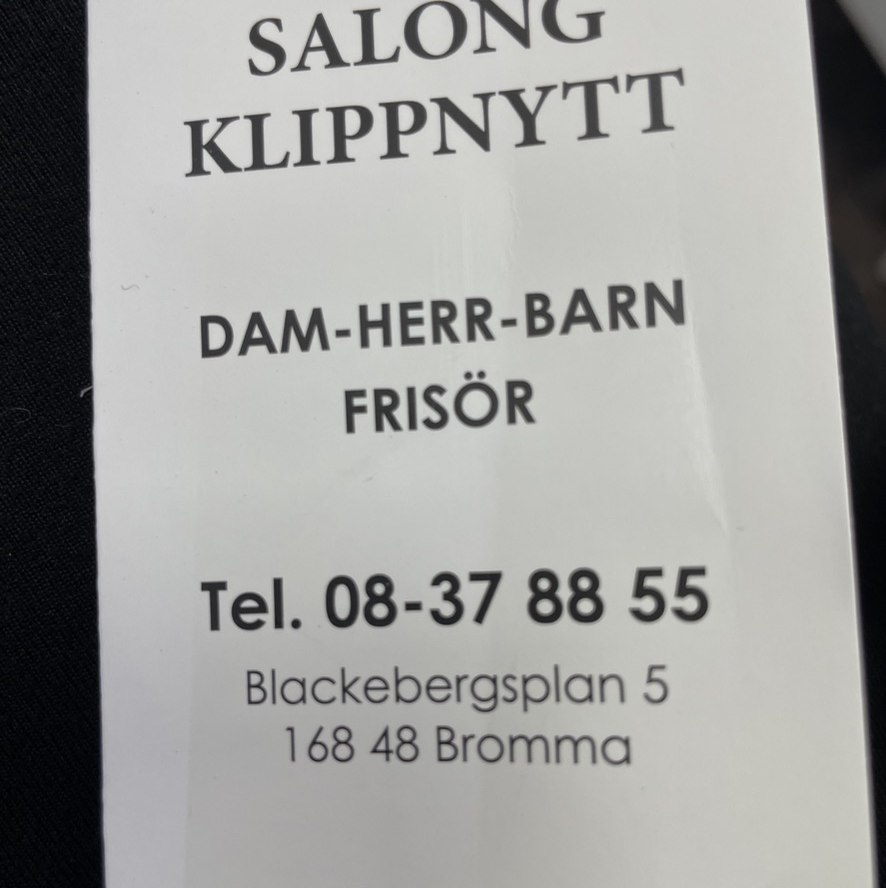 SALONG
KLIPPNYTT
DAM-HERR-BARN
FRISÖR
Tel. 08-37 88 55
Blackebergsplan 5
168 48 Bromma